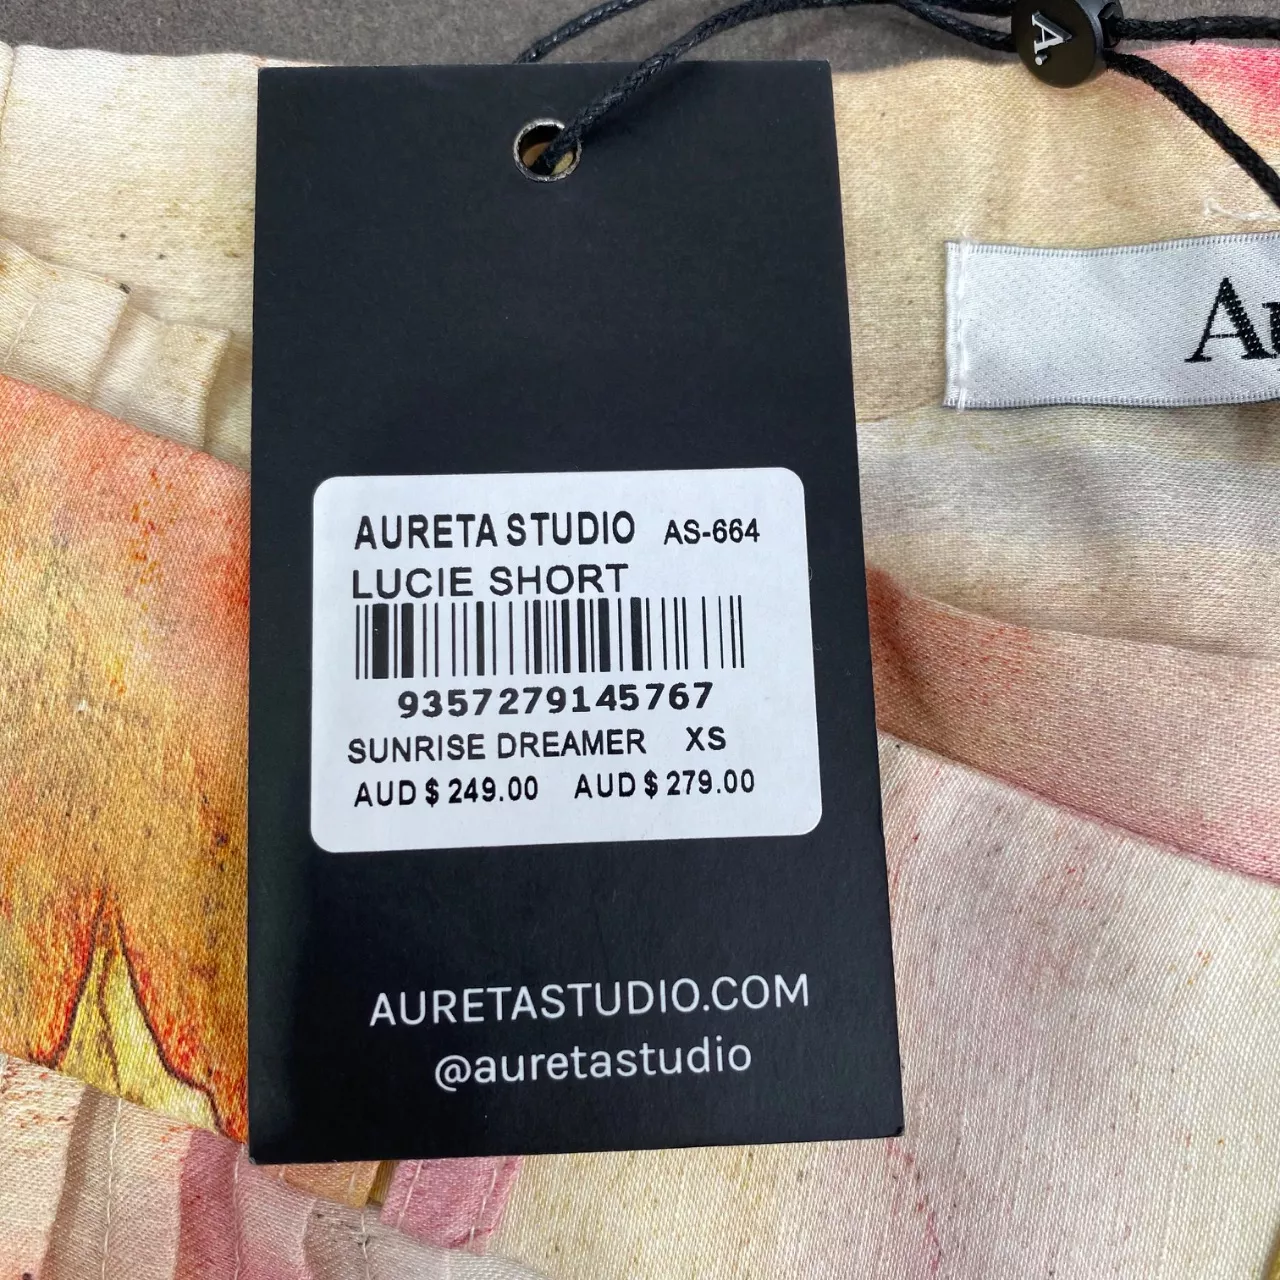 A.
AURETA STUDIO AS-664
LUCIE SHORT
9357279145767
SUNRISE DREAMER XS
AUD $ 249.00 AUD $ 279.00
AURETASTUDIO.COM
@auretastudio